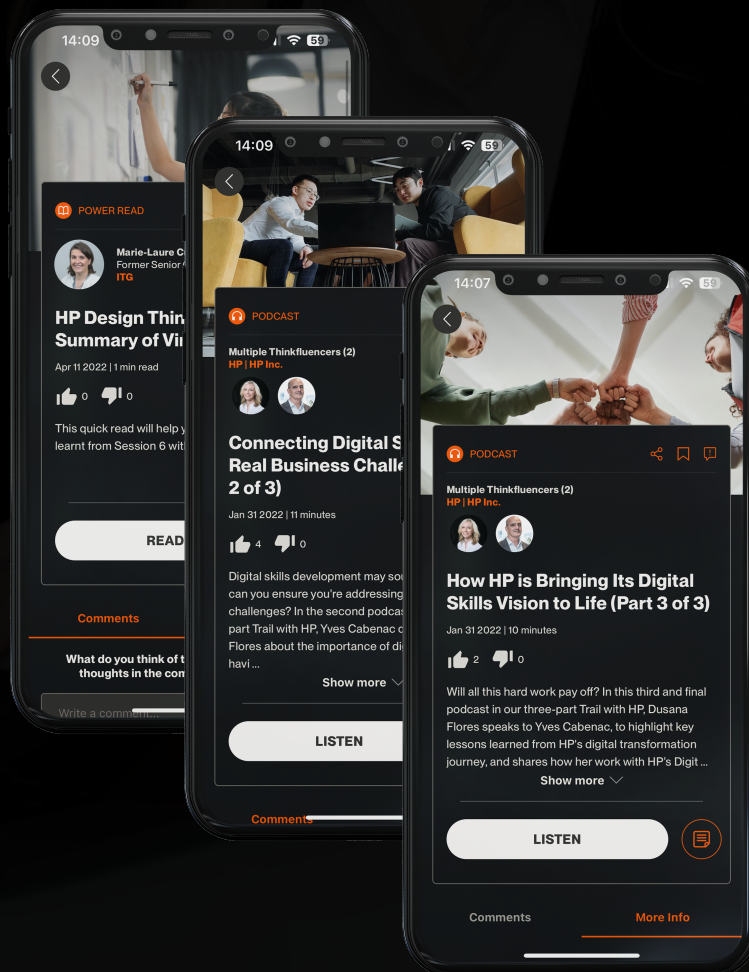 14:09
59
POWER READ
Marie-Laure C
Former Senior
ITG
HP Design Thin
Summary of Vir
Apr 11 2022 | 1 min read
0
0
This quick read will help y
learnt from Session 6 wit
READ
Comments
What do you think of t
thoughts in the com
Write a comment...
14:09
59
PODCAST
Multiple Thinkfluencers (2)
HP | HP Inc.
Connecting Digital S
Real Business Challe
2 of 3)
Jan 31 2022 | 11 minutes
4
0
Digital skills development may sou
can you ensure you're addressing
challenges? In the second podcas
part Trail with HP, Yves Cabenac d
Flores about the importance of di
havi ...
Show more
LISTEN
Comments
14:07
59
PODCAST
Multiple Thinkfluencers (2)
HP | HP Inc.
How HP is Bringing Its Digital
Skills Vision to Life (Part 3 of 3)
Jan 31 2022 | 10 minutes
2
0
Will all this hard work pay off? In this third and final
podcast in our three-part Trail with HP, Dusana
Flores speaks to Yves Cabenac, to highlight key
lessons learned from HP's digital transformation
journey, and shares how her work with HP's Digit ...
Show more
LISTEN
Comments
More Info